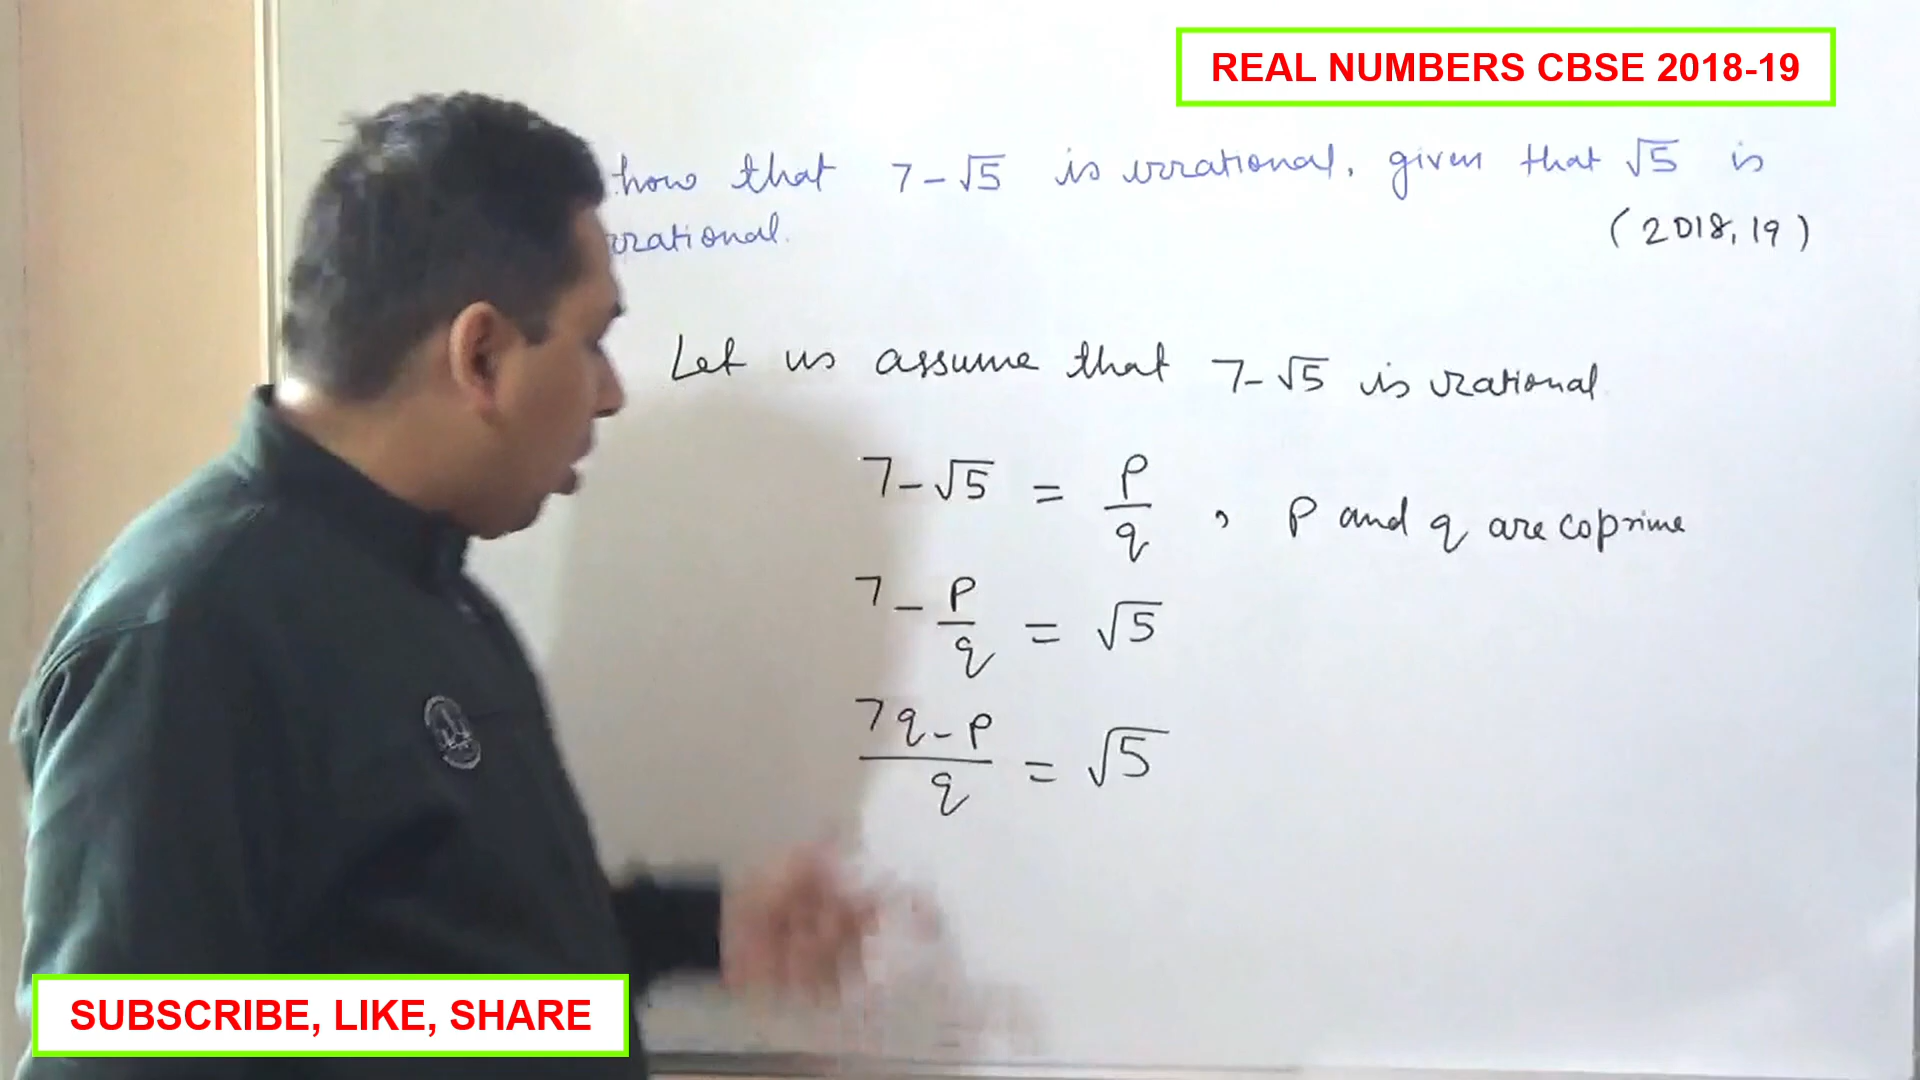 REAL NUMBERS CBSE 2018-19
how that 7-√5 is irrational, given that √5 is
rrational.
(2018, 19)
Let us assume that 7-√5 is rational
7-√5 = p/q , p and q are coprime
7 - p/q = √5
7q-p/q = √5
SUBSCRIBE, LIKE, SHARE